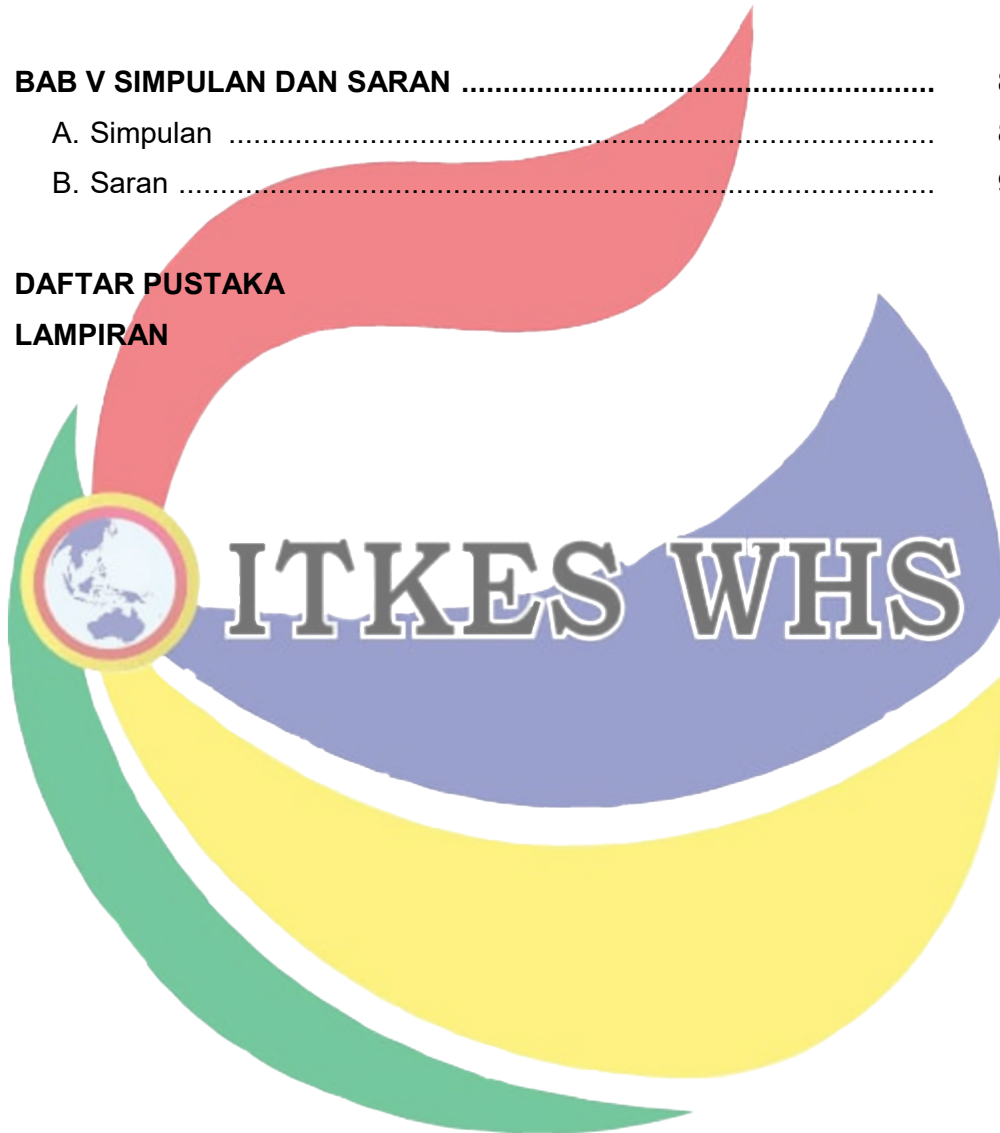 BAB V SIMPULAN DAN SARAN ........................................................
A. Simpulan ....................................................................................
B. Saran ..........................................................................................
DAFTAR PUSTAKA
LAMPIRAN
ITKES WHS